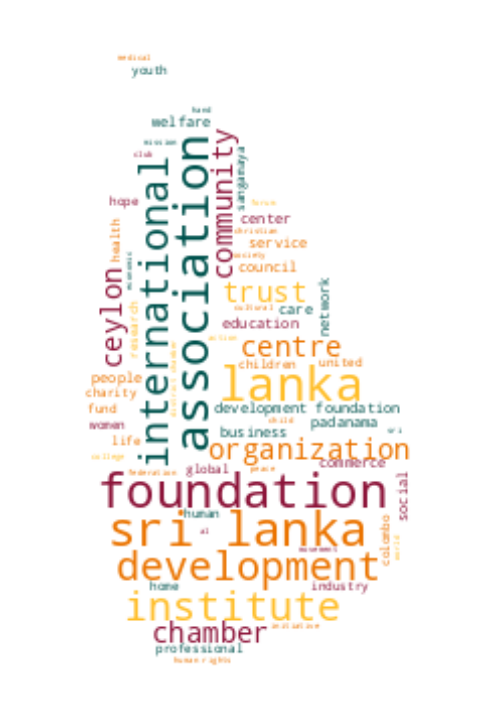 medical
youth
hand
welfare
mission
club
association
international
community
sangamaya
hope
forum
center
christian
health
service
society
economic
council
ceylon
trust
network
cultural
care
research
education
action
centre
district chamber
children
united
people
lanka
charity
fund
development foundation
child
padanama
women
business
sri
life
organization
college
commerce
global
peace
federation
foundation
social
human
sri lanka
al
colombo
world
economic
development
home
industry
institute
chamber
initiative
professional
human rights